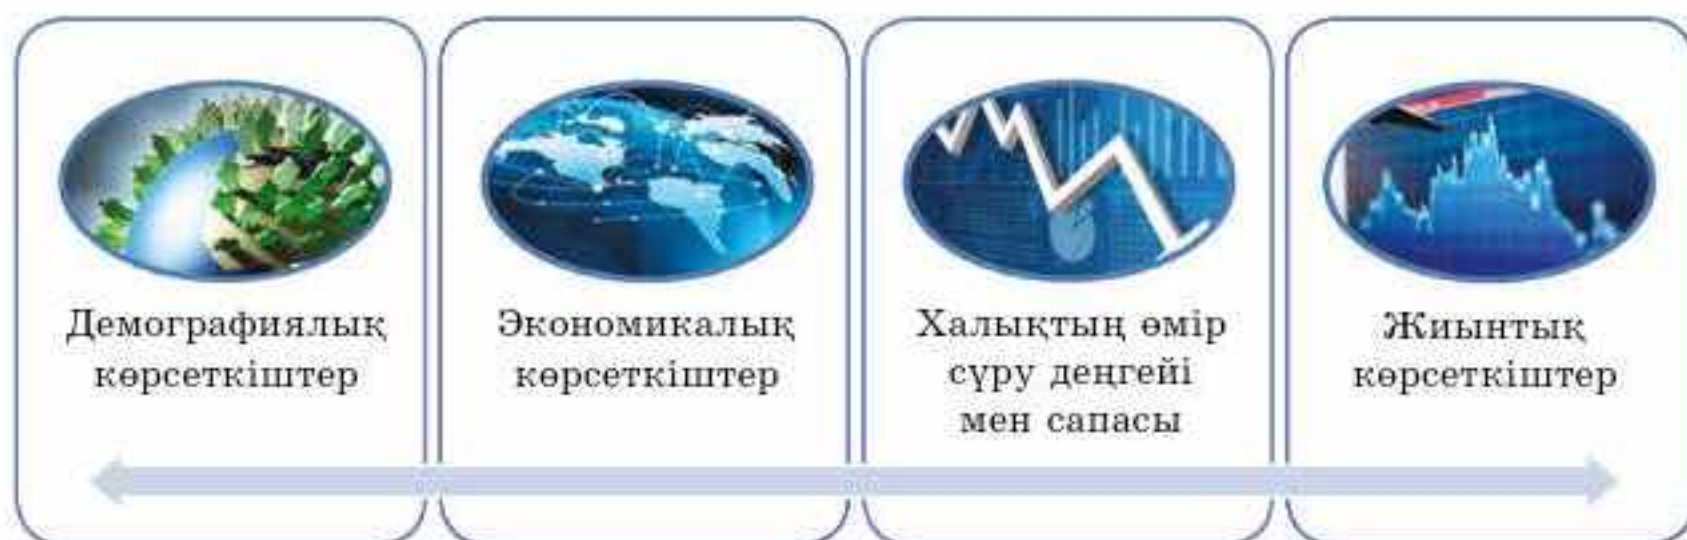 Демографиялық
көрсеткіштер
Экономикалық
көрсеткіштер
Халықтың өмір
сүру деңгейі
мен сапасы
Жиынтық
көрсеткіштер